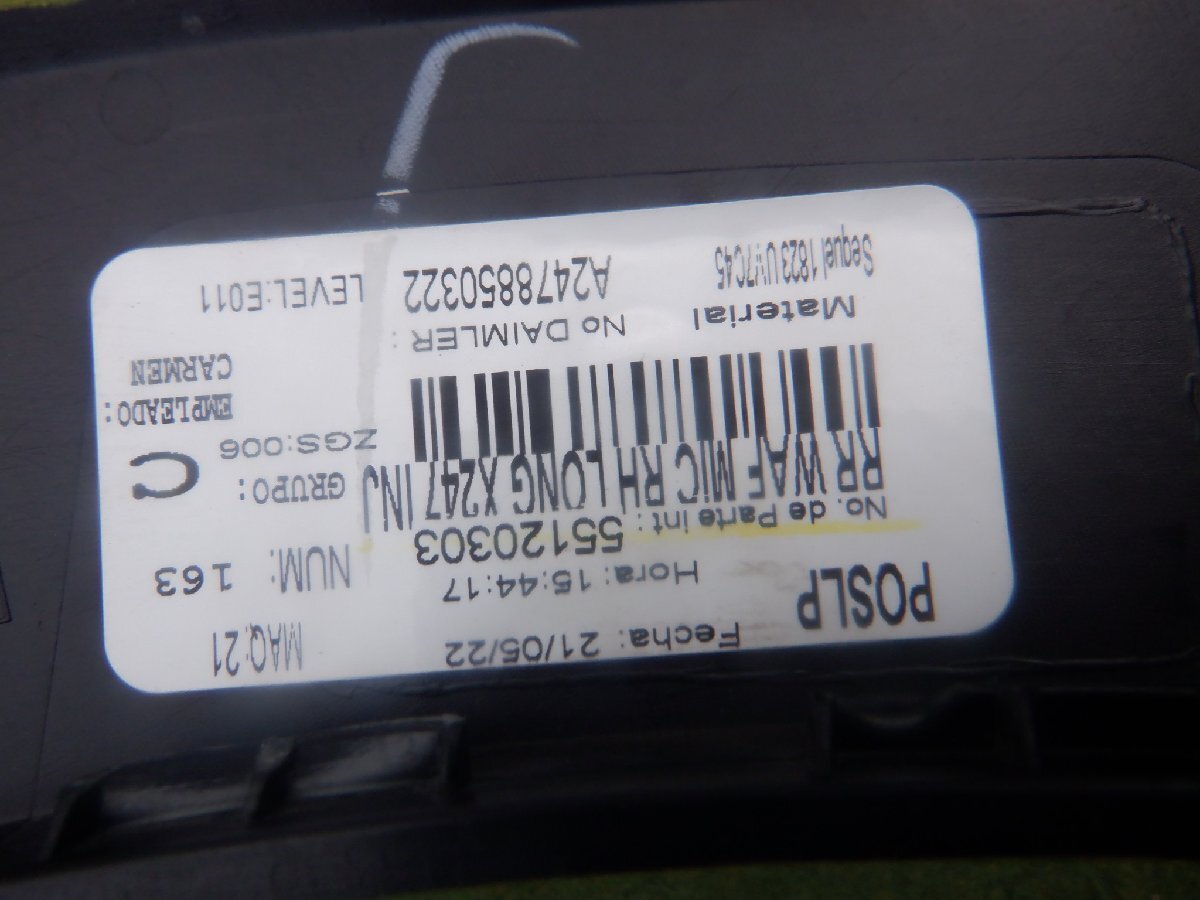 POSLP Fecha: 21/05/22 MAQ:21
Hora: 15:44:17 NUM: 163
No. de Parte int: 55120303
RR WAF MIC RH LONG X247 INJ GRUPO: C
ZGS:006 EMPLEADO:
CARMEN
Material No DAIMLER:
Sequel 1823 A2478850322 LEVEL:E011